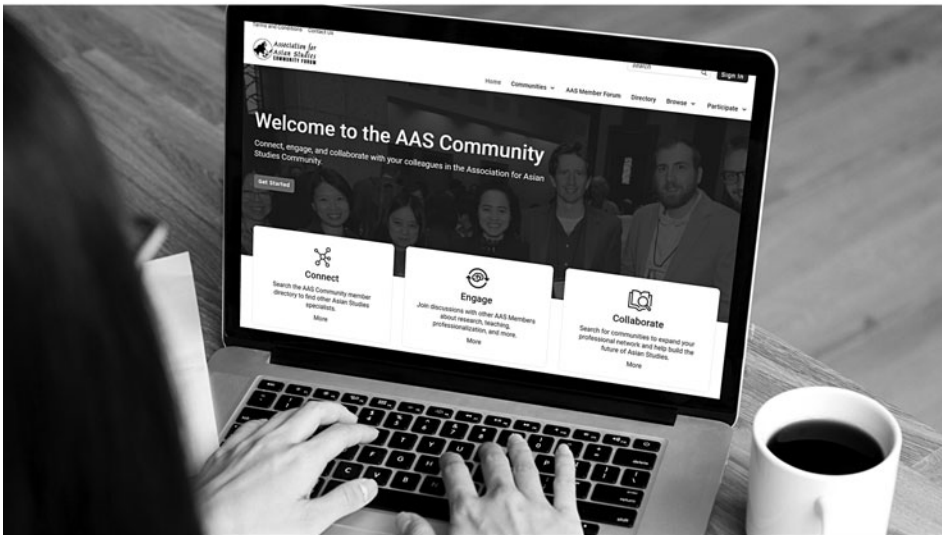 Terms and Conditions Contact Us
Association for
Asian Studies
COMMUNITY FORUM
Search
Sign In
Home Communities AAS Member Forum Directory Browse Participate
Welcome to the AAS Community
Connect, engage, and collaborate with your colleagues in the Association for Asian
Studies Community.
Get Started
Connect
Search the AAS Community member
directory to find other Asian Studies
specialists.
More
Engage
Join discussions with other AAS Members
about research, teaching,
professionalization, and more.
More
Collaborate
Search for communities to expand your
professional network and help build the
future of Asian Studies.
More